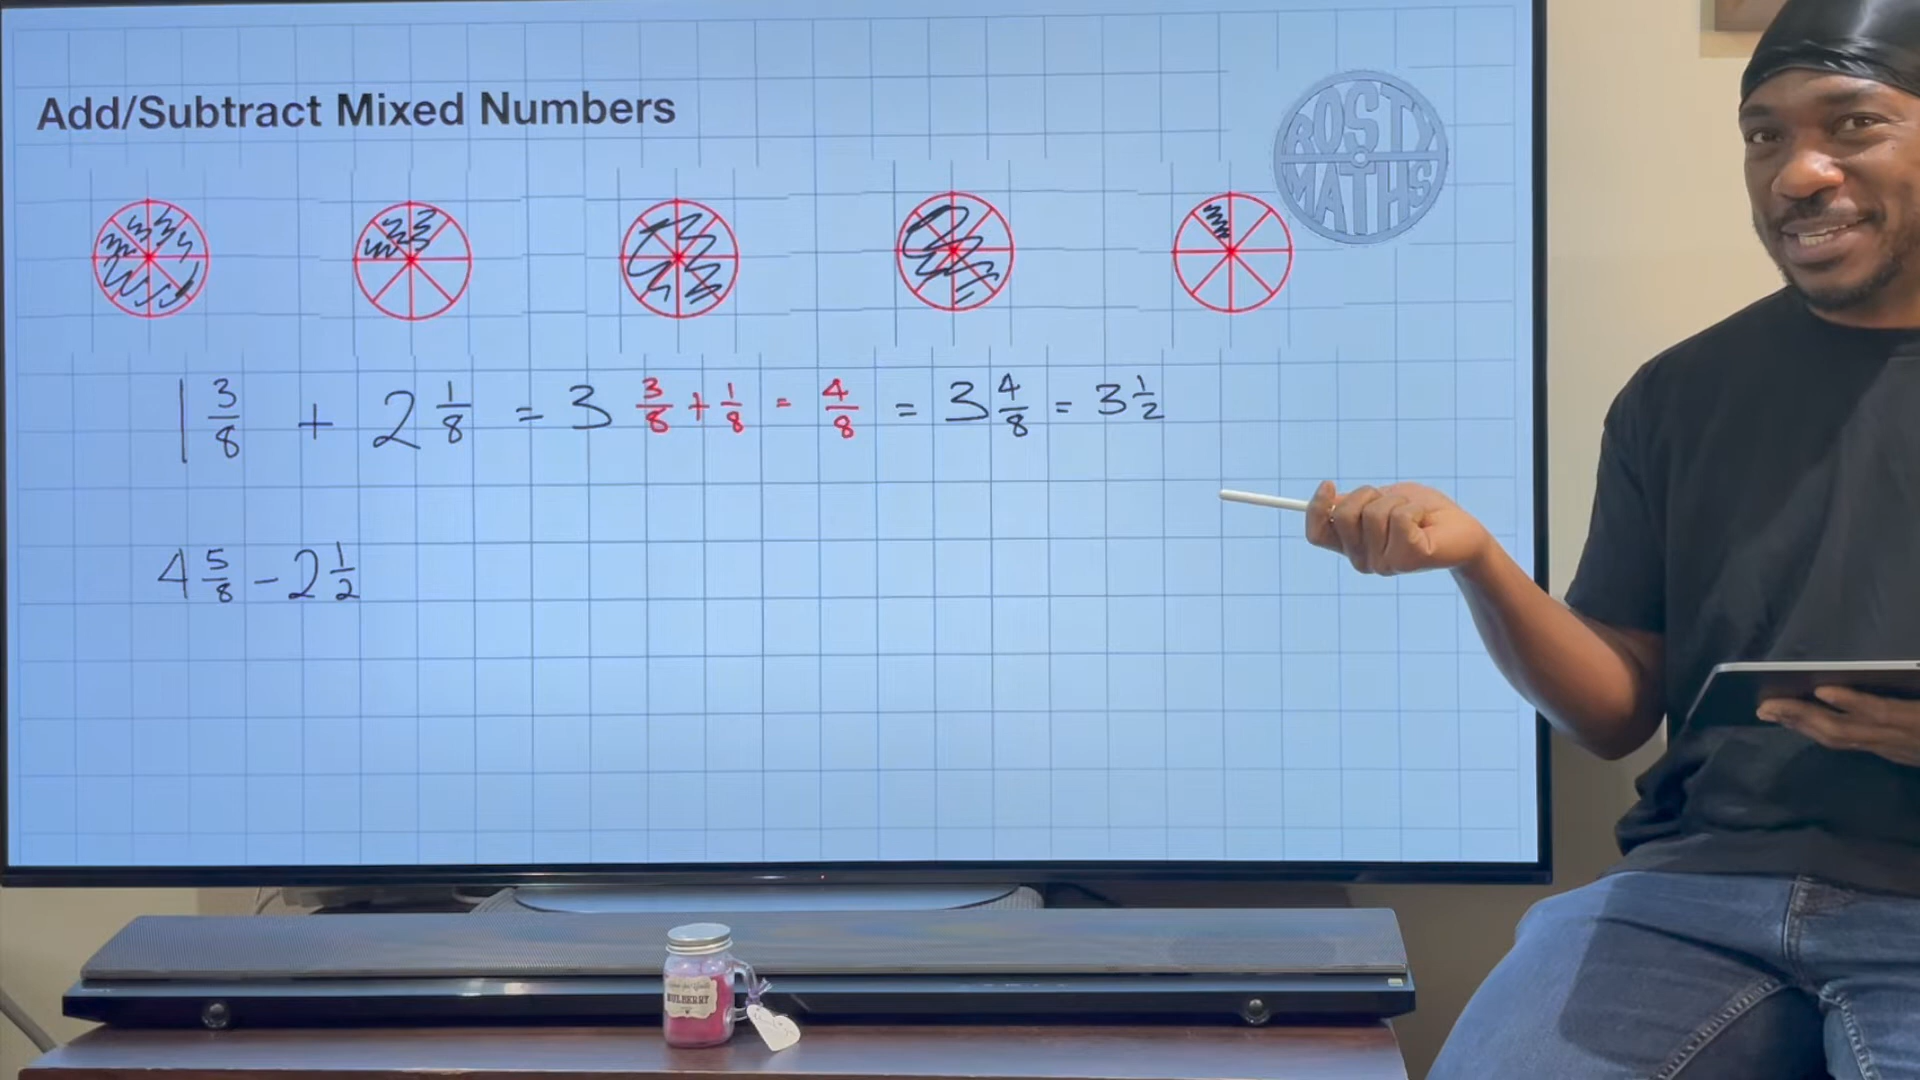 Add/Subtract Mixed Numbers
ROSTY MATHS
1 3/8 + 2 1/8 = 3 3/8 + 1/8 = 4/8 = 3 4/8 = 3 1/2
4 5/8 - 2 1/2
MULBERRY